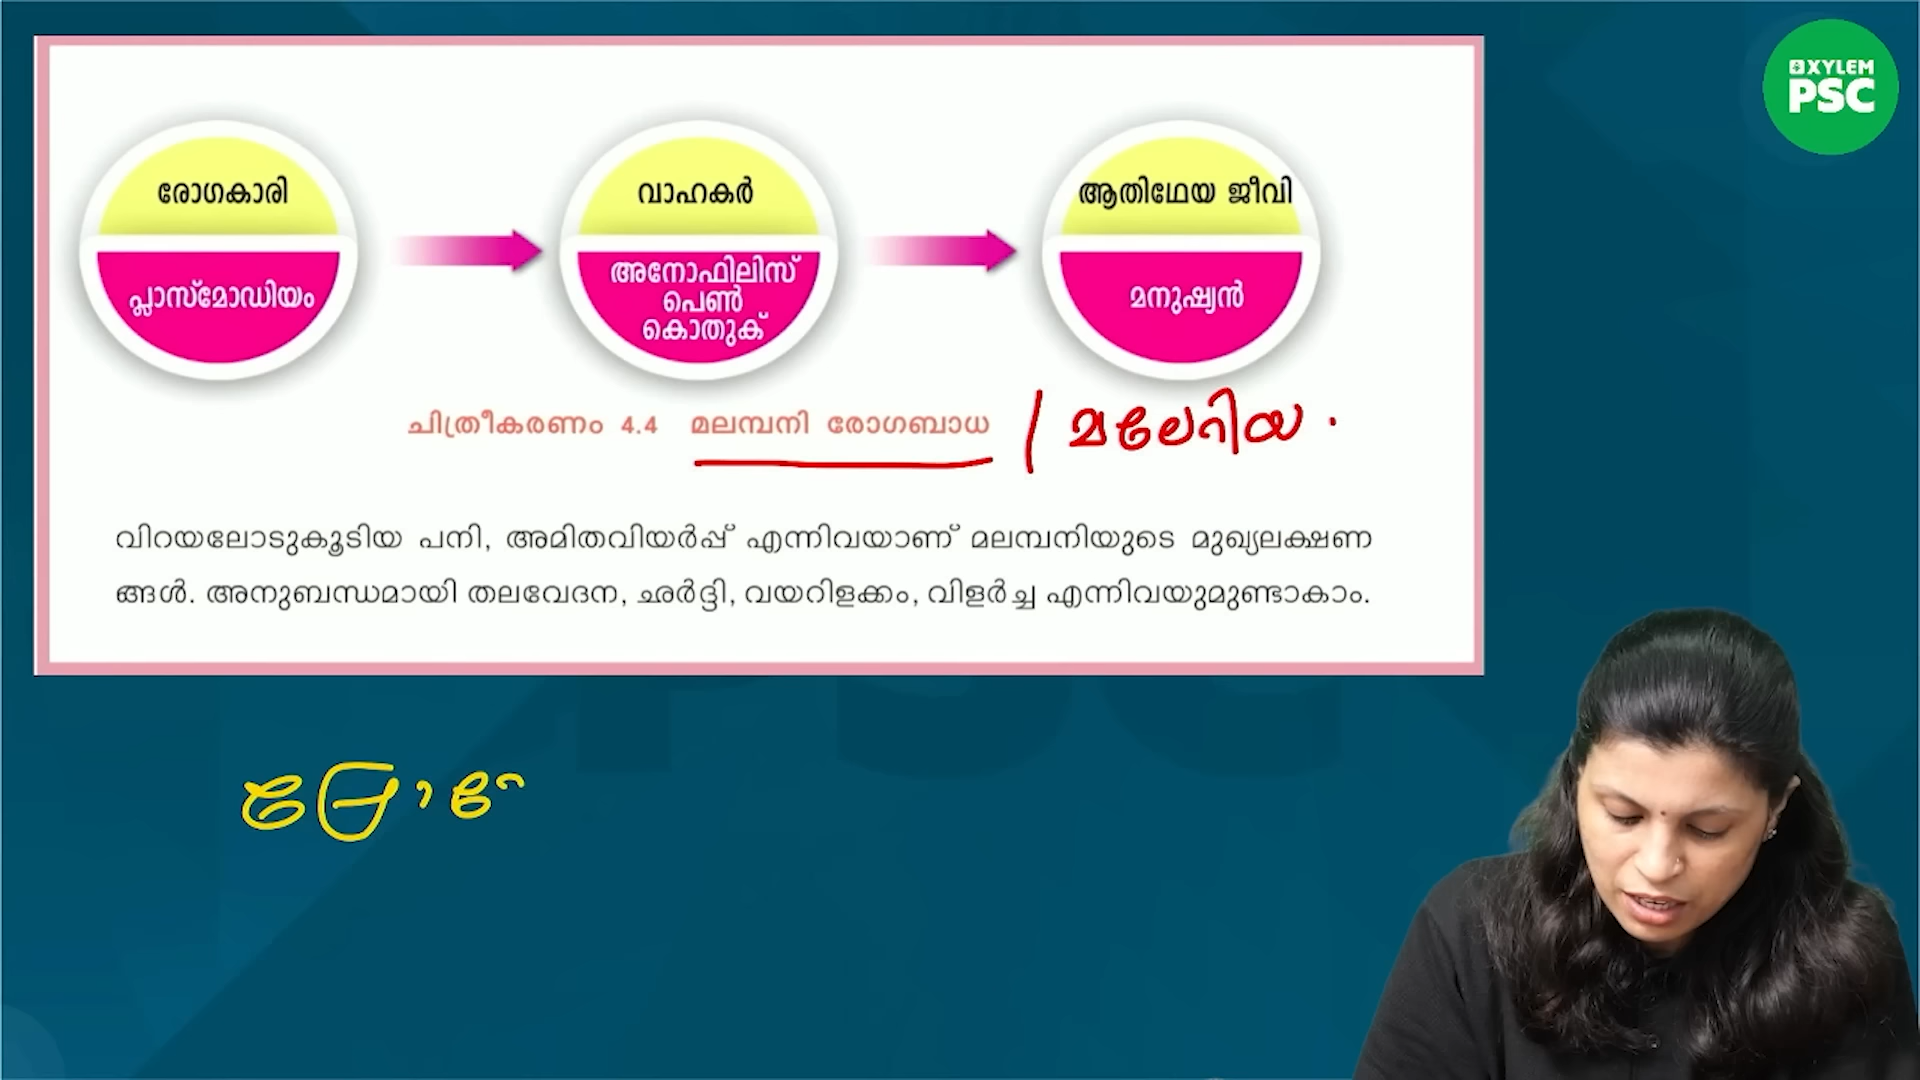 XYLEM
PSC
രോഗകാരി
പ്ലാസ്മോഡിയം
വാഹകർ
അനോഫിലിസ്
പെൺ
കൊതുക്
ആതിഥേയ ജീവി
മനുഷ്യൻ
ചിത്രീകരണം 4.4 മലമ്പനി രോഗബാധ / മലേറിയ .
വിറയലോടുകൂടിയ പനി, അമിതവിയർപ്പ് എന്നിവയാണ് മലമ്പനിയുടെ മുഖ്യലക്ഷണ
ങ്ങൾ. അനുബന്ധമായി തലവേദന, ഛർദ്ദി, വയറിളക്കം, വിളർച്ച എന്നിവയുമുണ്ടാകാം.